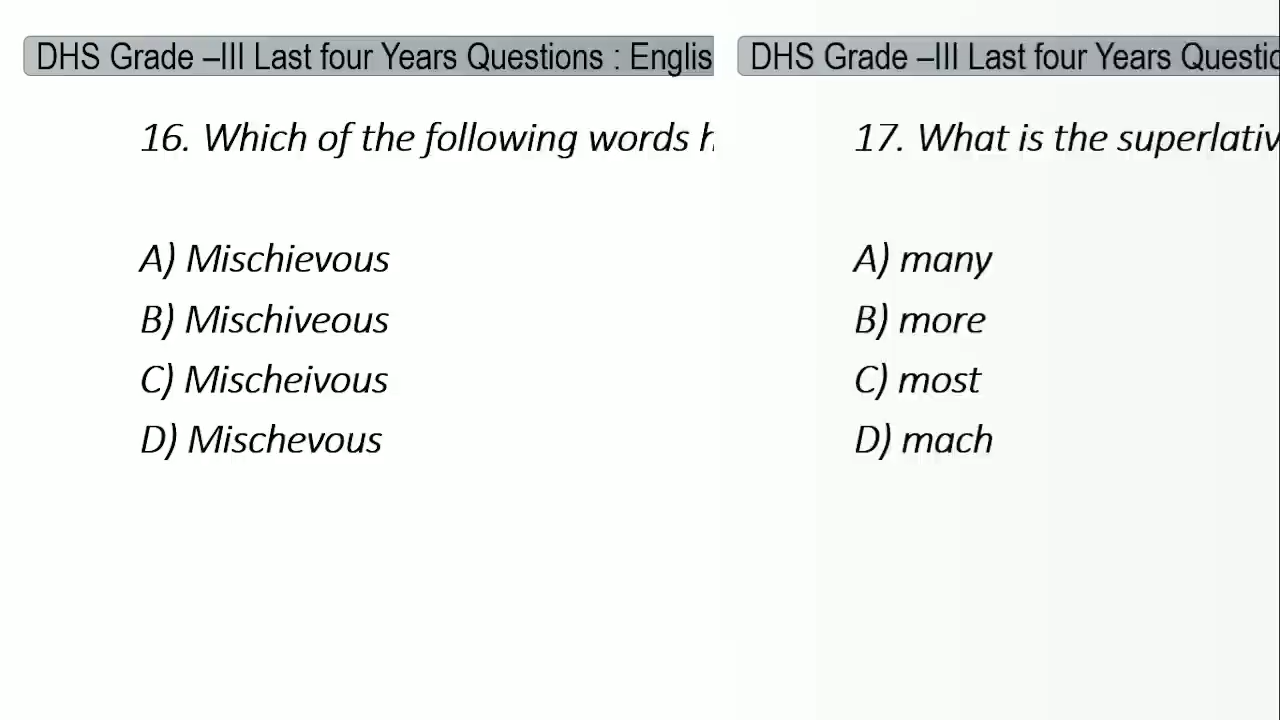 DHS Grade –III Last four Years Questions : Englis
16. Which of the following words h
A) Mischievous
B) Mischiveous
C) Mischeivous
D) Mischevous
DHS Grade –III Last four Years Questio
17. What is the superlativ
A) many
B) more
C) most
D) mach